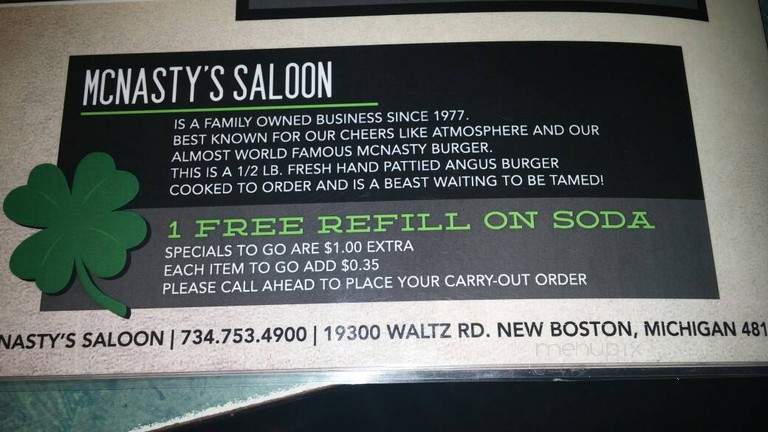 MCNASTY'S SALOON
IS A FAMILY OWNED BUSINESS SINCE 1977.
BEST KNOWN FOR OUR CHEERS LIKE ATMOSPHERE AND OUR
ALMOST WORLD FAMOUS MCNASTY BURGER.
THIS IS A 1/2 LB. FRESH HAND PATTIED ANGUS BURGER
COOKED TO ORDER AND IS A BEAST WAITING TO BE TAMED!
1 FREE REFILL ON SODA
SPECIALS TO GO ARE $1.00 EXTRA
EACH ITEM TO GO ADD $0.35
PLEASE CALL AHEAD TO PLACE YOUR CARRY-OUT ORDER
NASTY'S SALOON | 734.753.4900 | 19300 WALTZ RD. NEW BOSTON, MICHIGAN 481
menupix